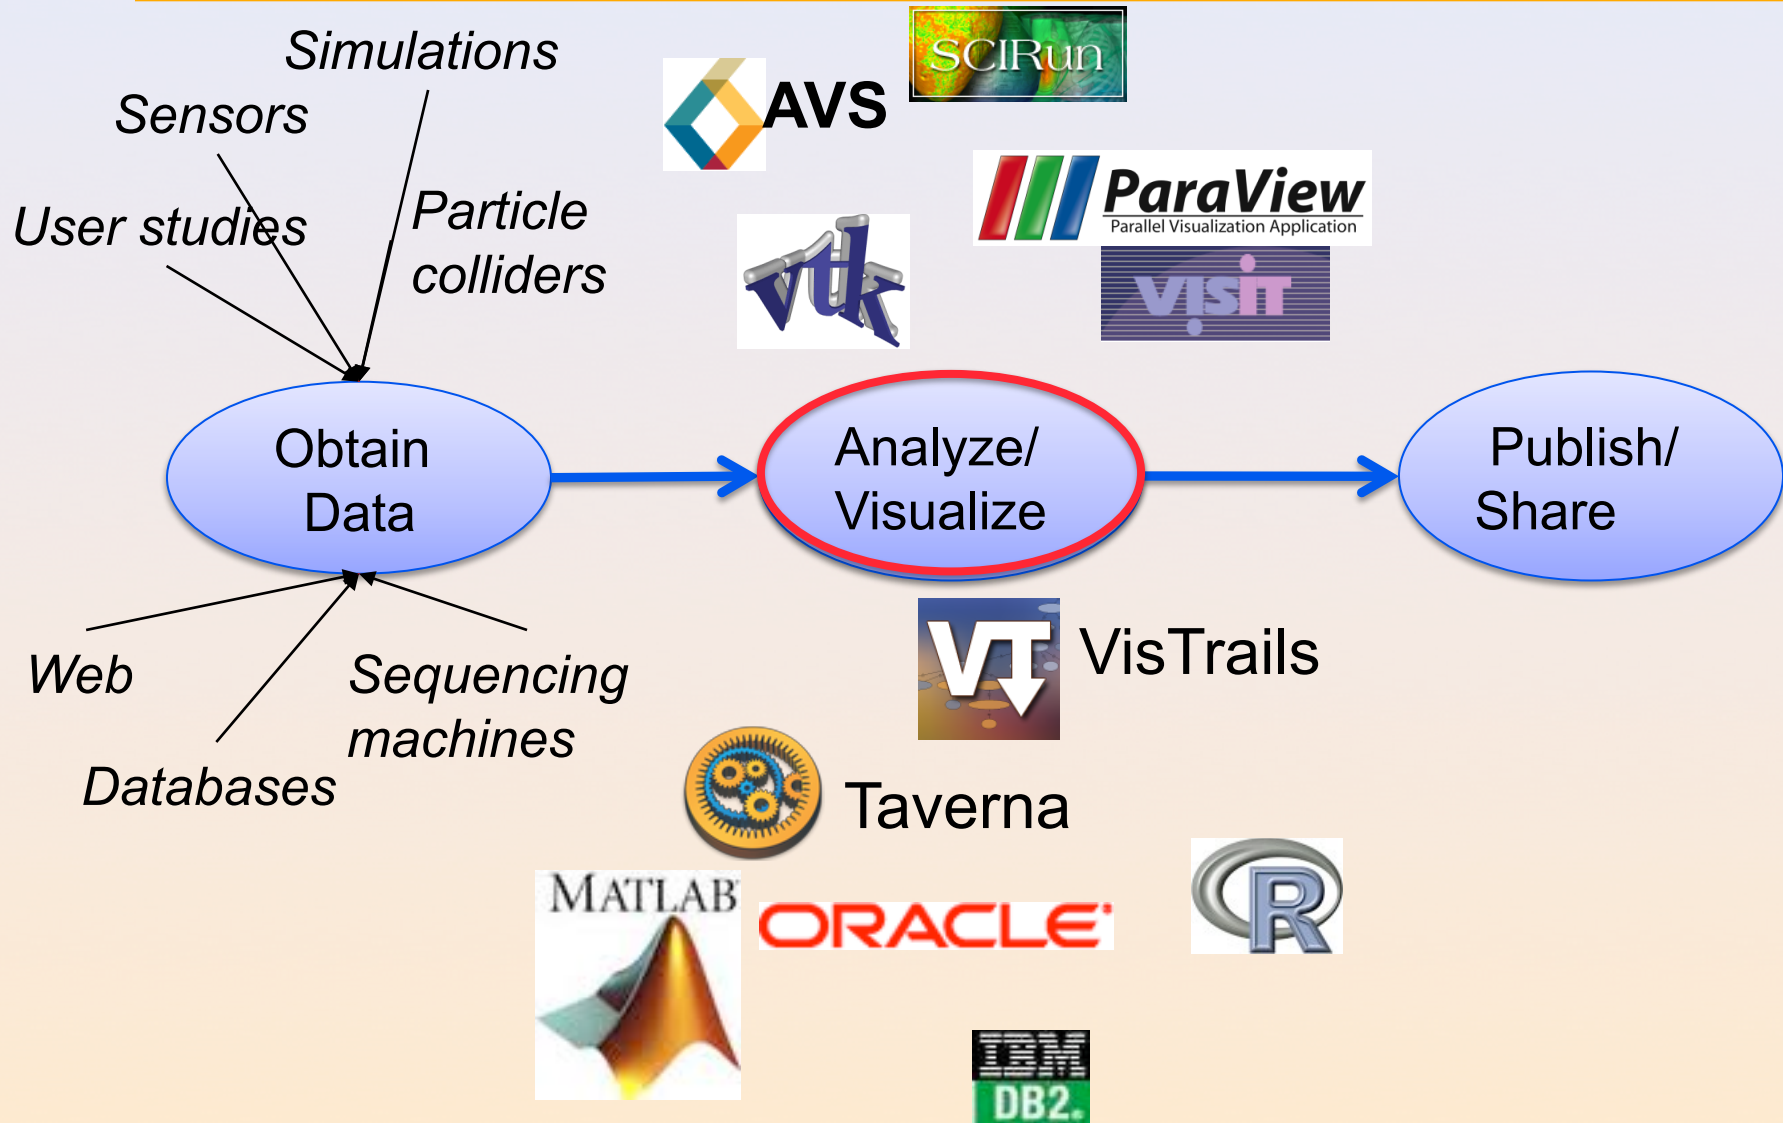 Simulations
Sensors
User studies
Particle
colliders
AVS
SCIRun
ParaView
Parallel Visualization Application
vtk
VISIT
Obtain
Data
Analyze/
Visualize
Publish/
Share
Web
Databases
Sequencing
machines
VT
VisTrails
Taverna
MATLAB
ORACLE
R
IBM
DB2.